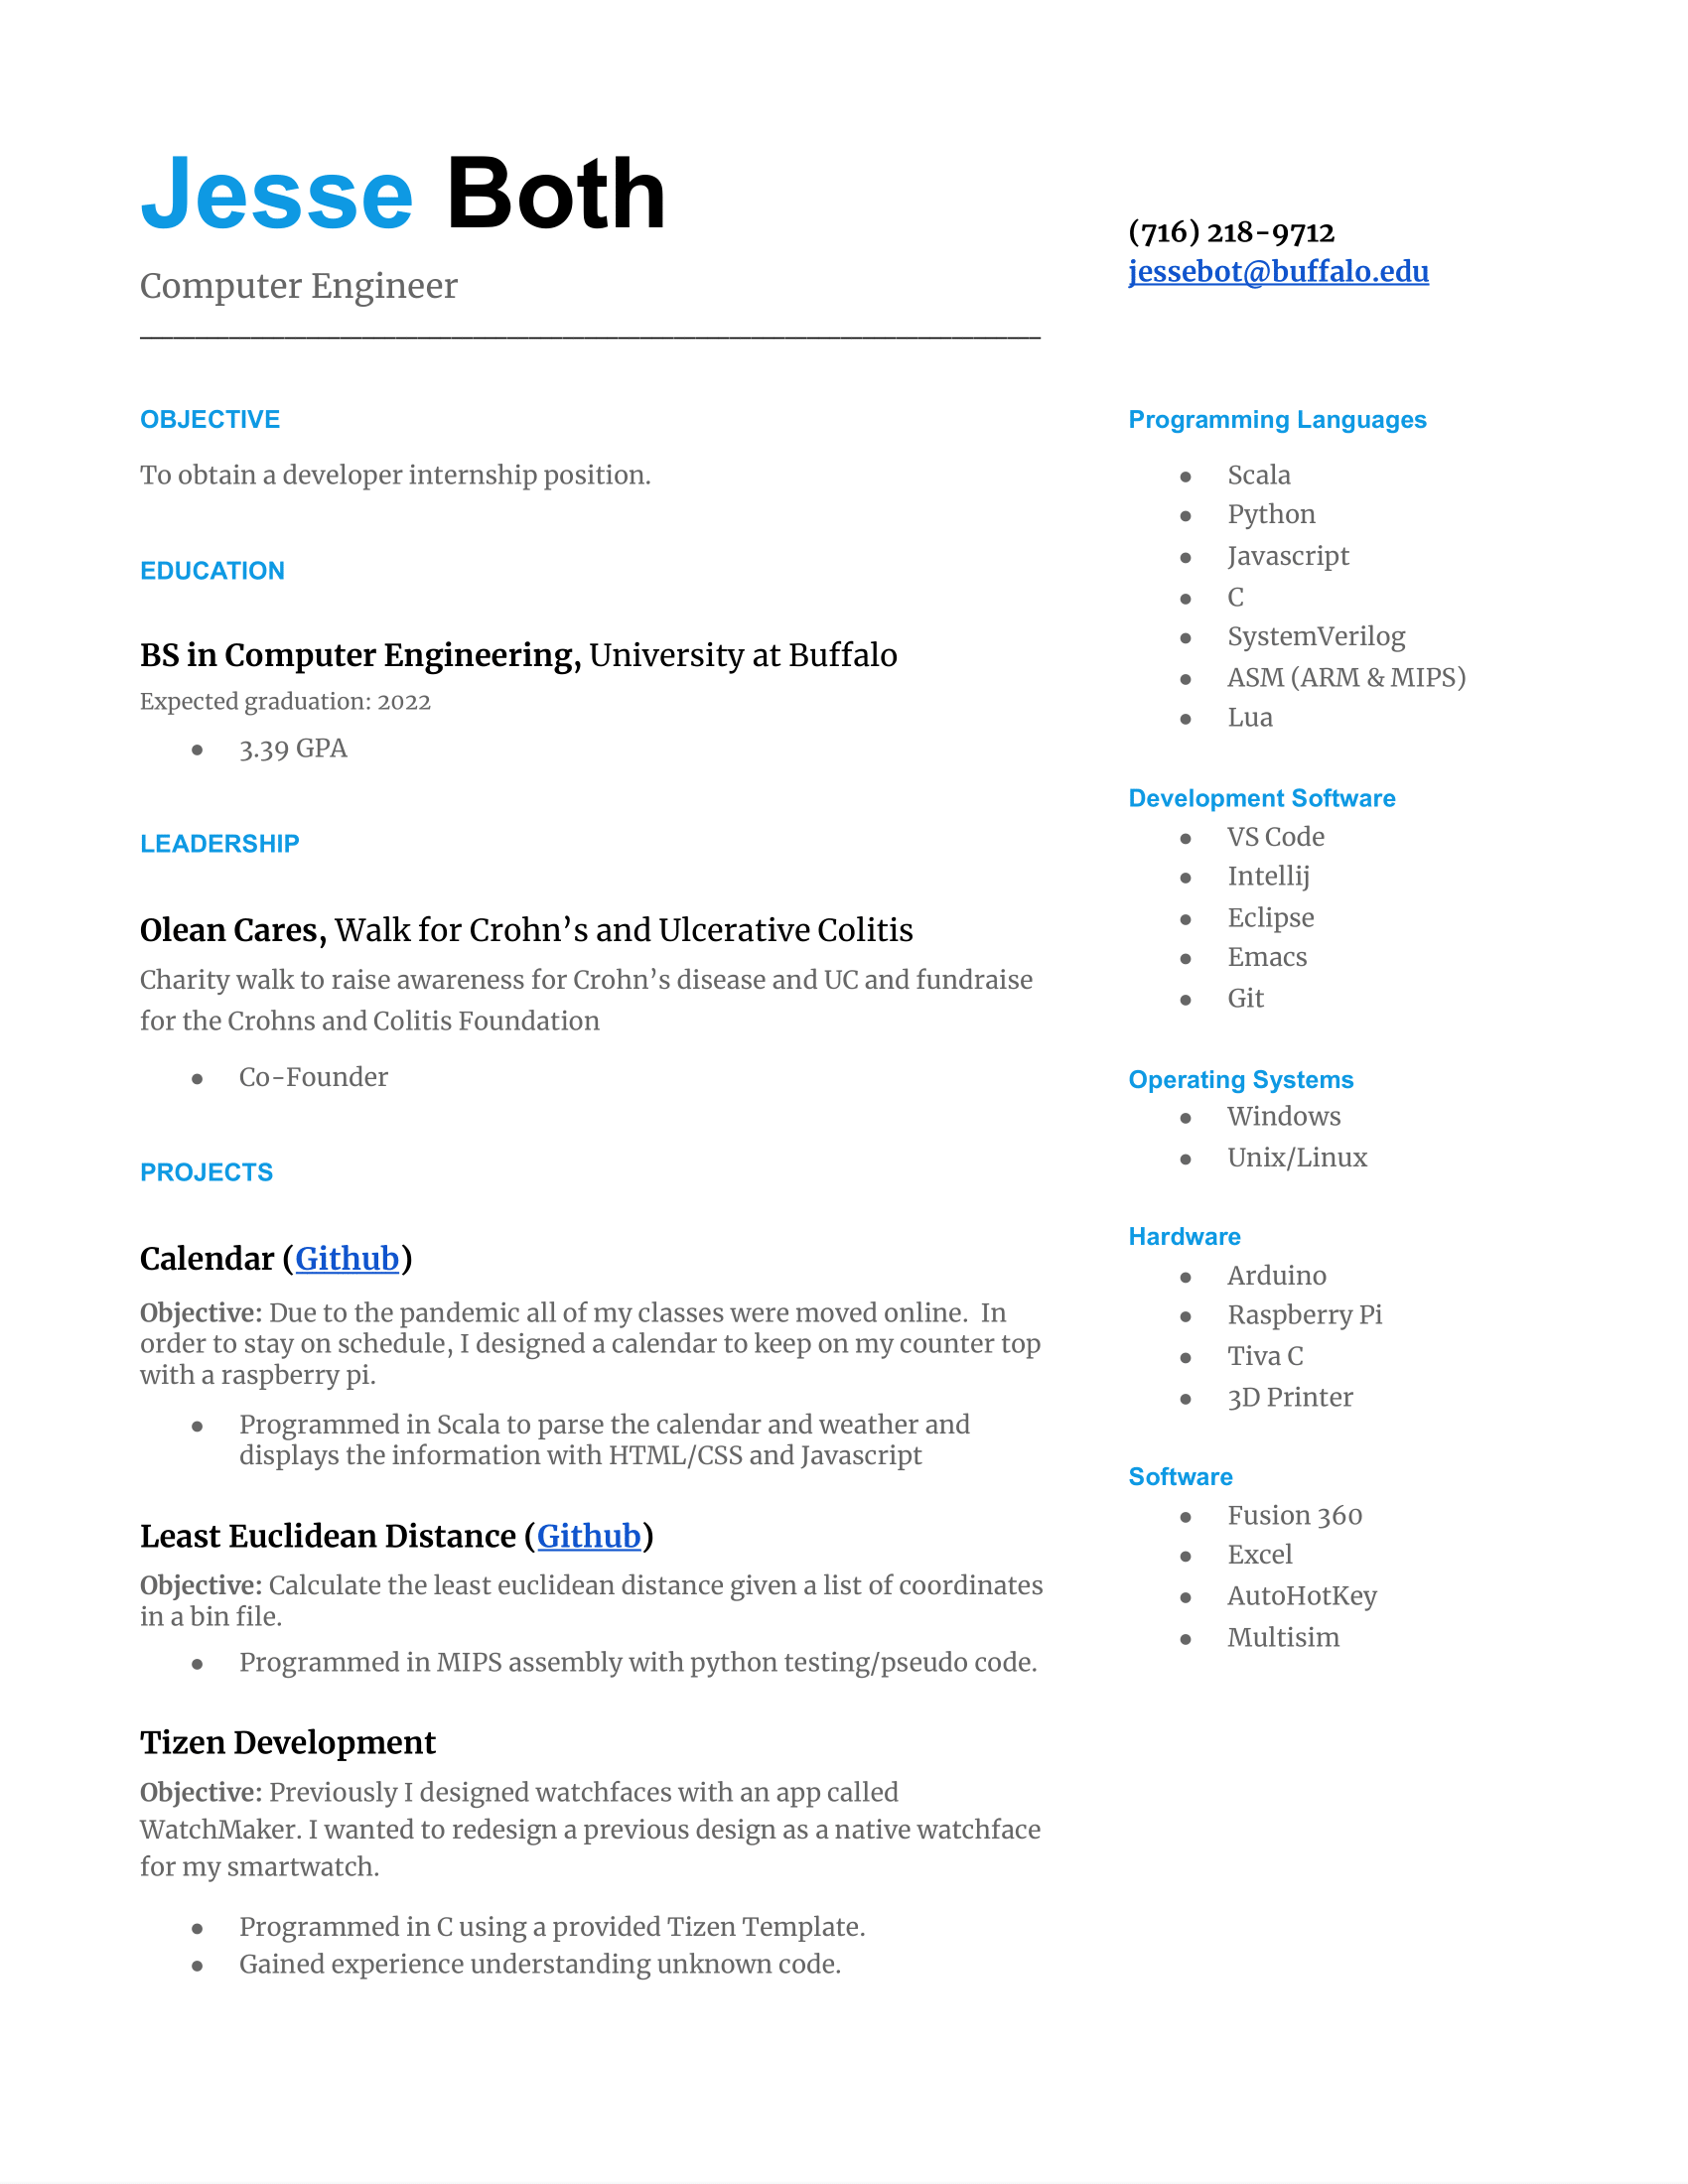 Jesse Both
Computer Engineer
(716) 218-9712
jessebot@buffalo.edu
OBJECTIVE
To obtain a developer internship position.
EDUCATION
BS in Computer Engineering, University at Buffalo
Expected graduation: 2022
● 3.39 GPA
LEADERSHIP
Olean Cares, Walk for Crohn’s and Ulcerative Colitis
Charity walk to raise awareness for Crohn’s disease and UC and fundraise
for the Crohns and Colitis Foundation
● Co-Founder
PROJECTS
Calendar (Github)
Objective: Due to the pandemic all of my classes were moved online.  In
order to stay on schedule, I designed a calendar to keep on my counter top
with a raspberry pi.
● Programmed in Scala to parse the calendar and weather and
displays the information with HTML/CSS and Javascript
Least Euclidean Distance (Github)
Objective: Calculate the least euclidean distance given a list of coordinates
in a bin file.
● Programmed in MIPS assembly with python testing/pseudo code.
Tizen Development
Objective: Previously I designed watchfaces with an app called
WatchMaker. I wanted to redesign a previous design as a native watchface
for my smartwatch.
● Programmed in C using a provided Tizen Template.
● Gained experience understanding unknown code.
Programming Languages
● Scala
● Python
● Javascript
● C
● SystemVerilog
● ASM (ARM & MIPS)
● Lua
Development Software
● VS Code
● Intellij
● Eclipse
● Emacs
● Git
Operating Systems
● Windows
● Unix/Linux
Hardware
● Arduino
● Raspberry Pi
● Tiva C
● 3D Printer
Software
● Fusion 360
● Excel
● AutoHotKey
● Multisim